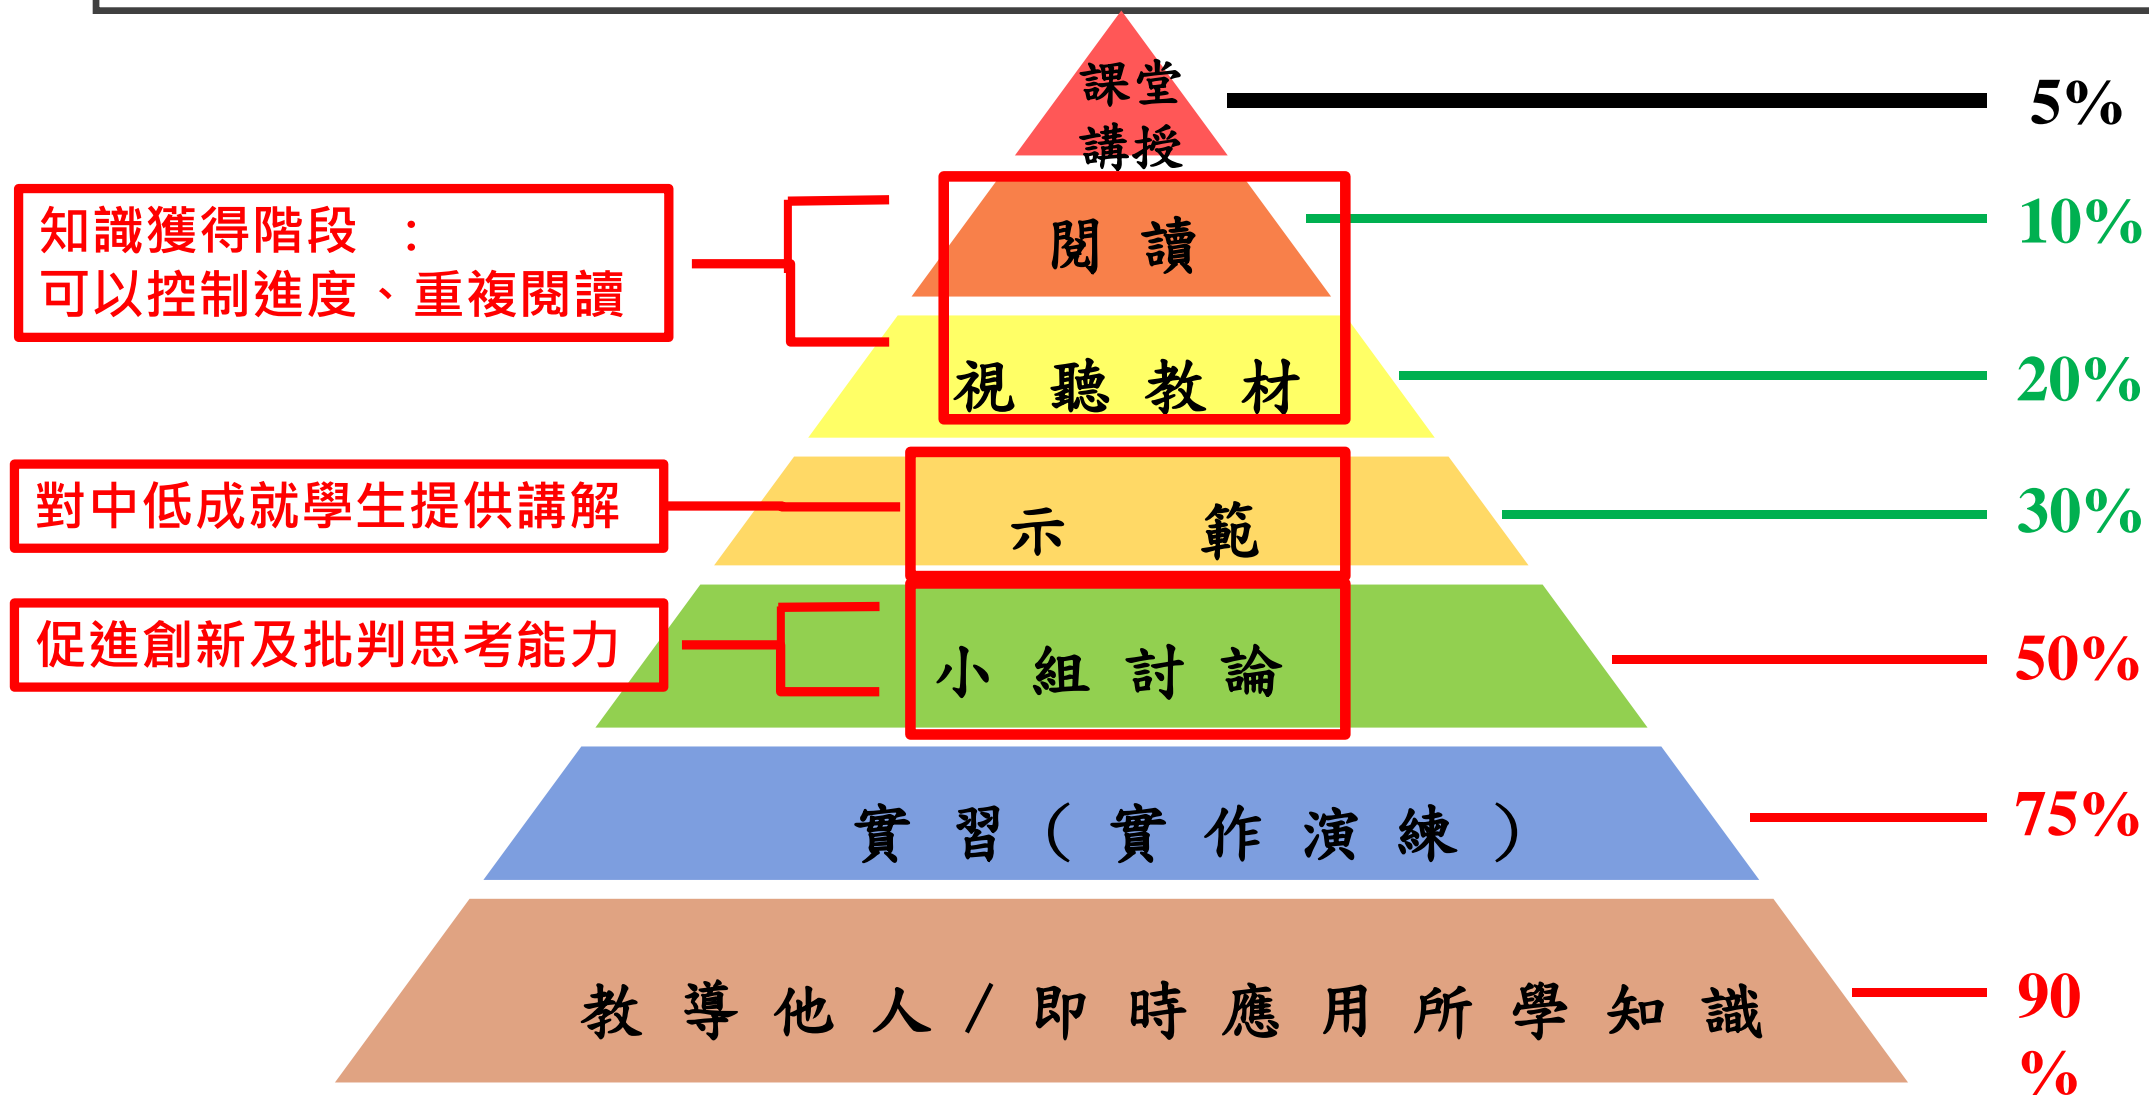 課堂
講授
5%
知識獲得階段 ：
可以控制進度、重複閱讀
閱讀
10%
視聽教材
20%
對中低成就學生提供講解
示範
30%
促進創新及批判思考能力
小組討論
50%
實習(實作演練)
75%
教導他人/即時應用所學知識
90
%